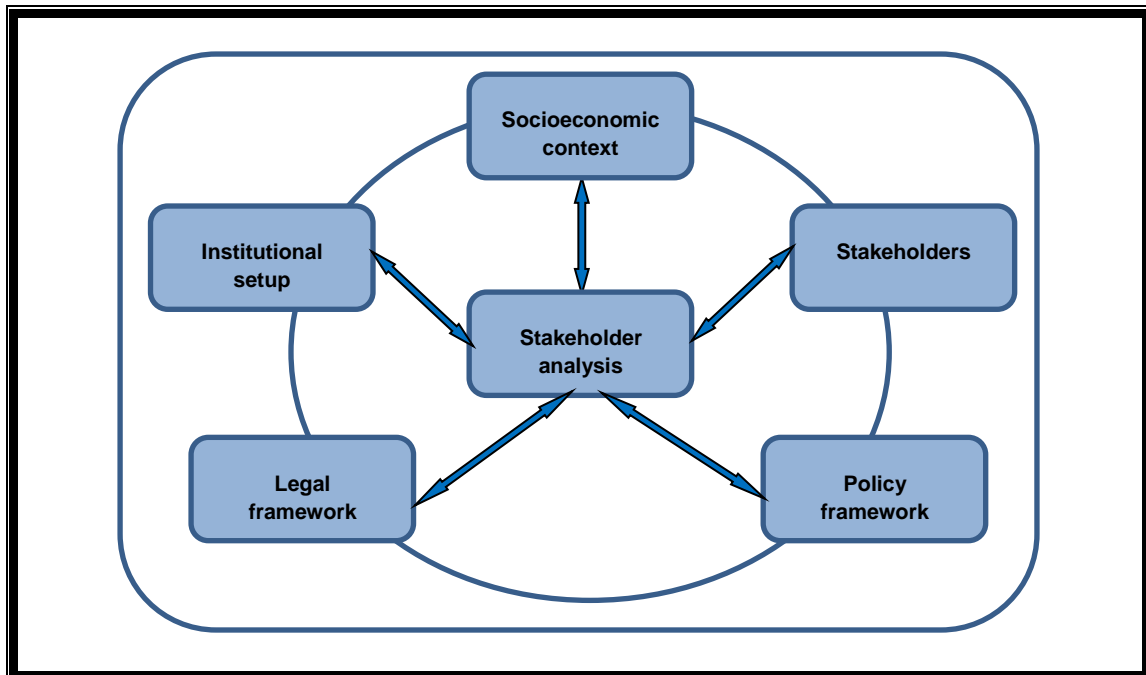 Socioeconomic
context
Institutional
setup
Stakeholders
Stakeholder
analysis
Legal
framework
Policy
framework